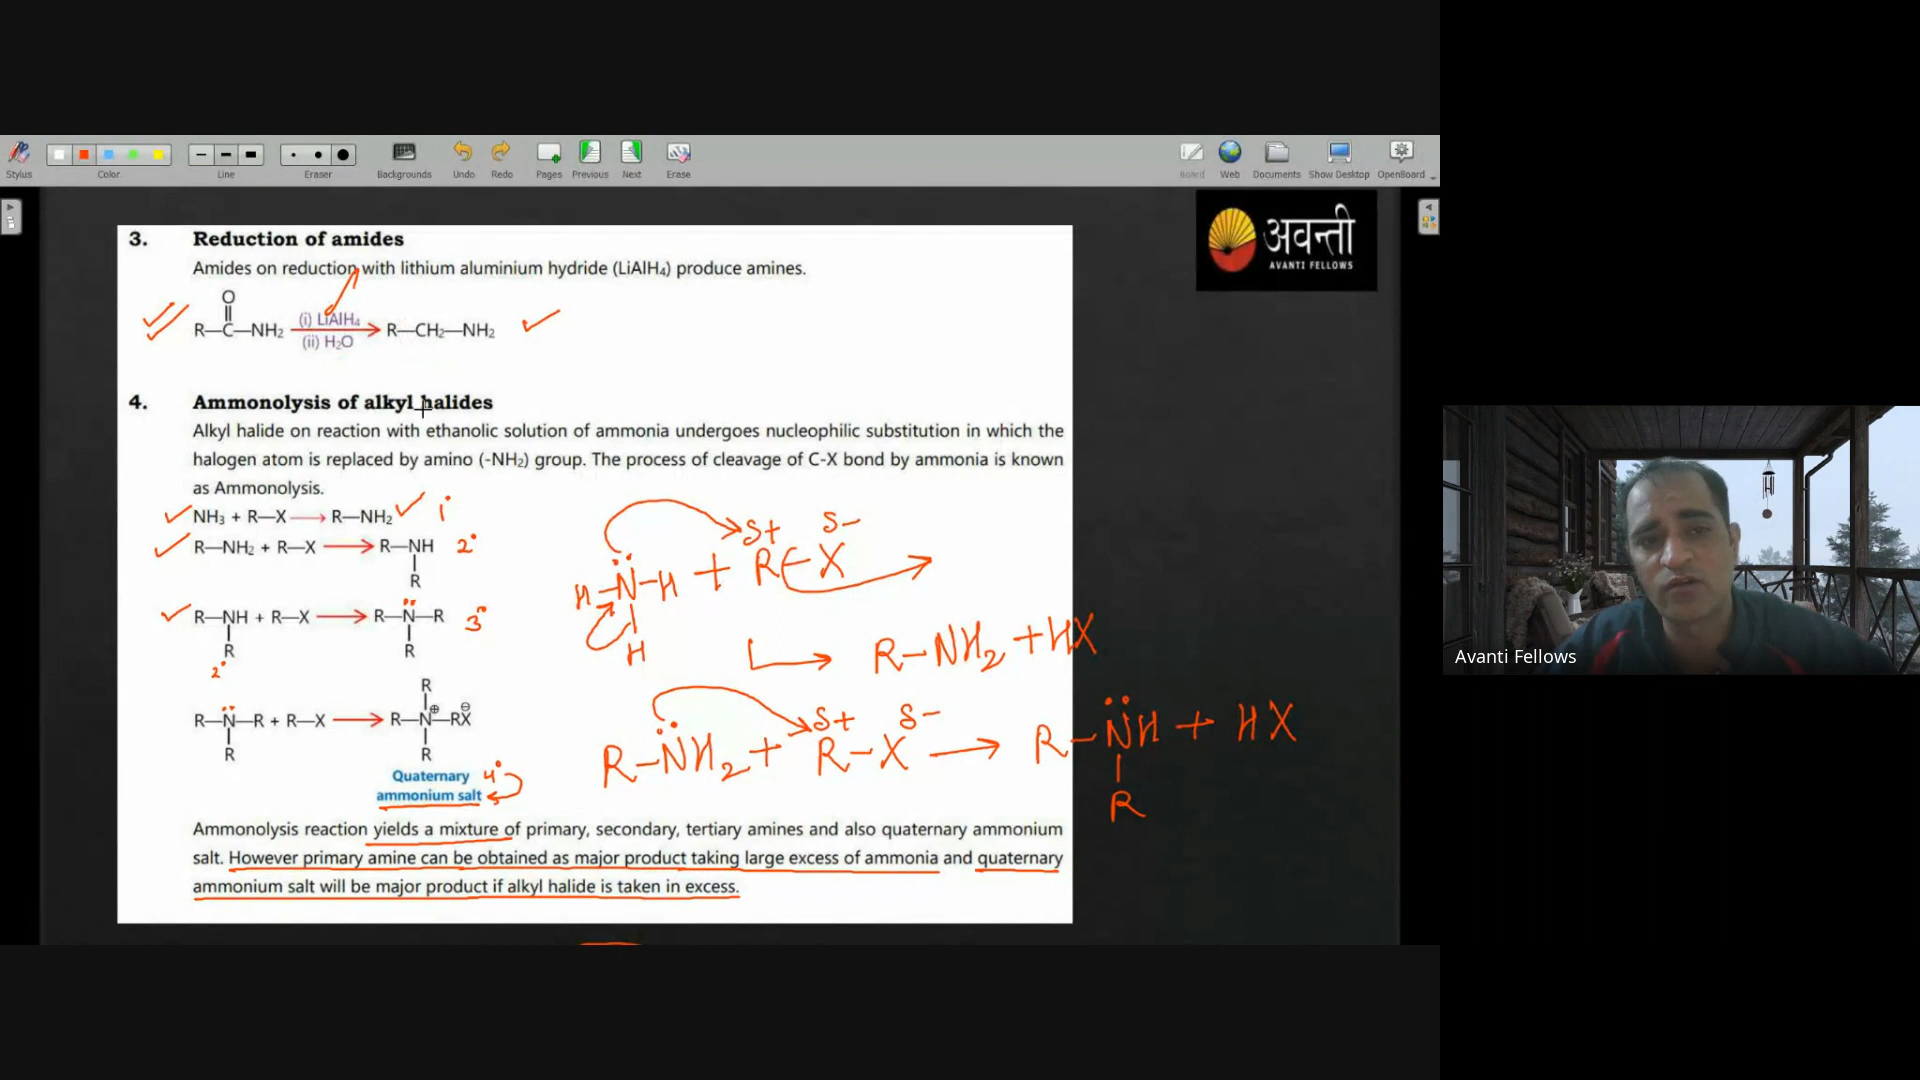 Stylus
Color
Line
Eraser
Backgrounds
Undo
Redo
Pages
Previous
Next
Erase
Board
Web
Documents
Show Desktop
OpenBoard
अवन्ती
AVANTI FELLOWS
3. Reduction of amides
Amides on reduction with lithium aluminium hydride (LiAlH₄) produce amines.
O
R—C—NH₂ (i) LiAlH₄ R—CH₂—NH₂
(ii) H₂O
4. Ammonolysis of alkyl halides
Alkyl halide on reaction with ethanolic solution of ammonia undergoes nucleophilic substitution in which the
halogen atom is replaced by amino (-NH₂) group. The process of cleavage of C-X bond by ammonia is known
as Ammonolysis.
NH₃ + R—X → R—NH₂ 1°
R—NH₂ + R—X → R—NH 2°
R
R—NH + R—X → R—N—R 3°
R R
2°
R
R—N—R + R—X → R—N⊕—RX⊖
R R
Quaternary 4°
ammonium salt
δ+ δ-
H-N-H + R-X →
H
→ R-NH₂ + HX
δ+ δ-
R-NH₂ + R-X → R-NH + HX
R
Ammonolysis reaction yields a mixture of primary, secondary, tertiary amines and also quaternary ammonium
salt. However primary amine can be obtained as major product taking large excess of ammonia and quaternary
ammonium salt will be major product if alkyl halide is taken in excess.
Avanti Fellows